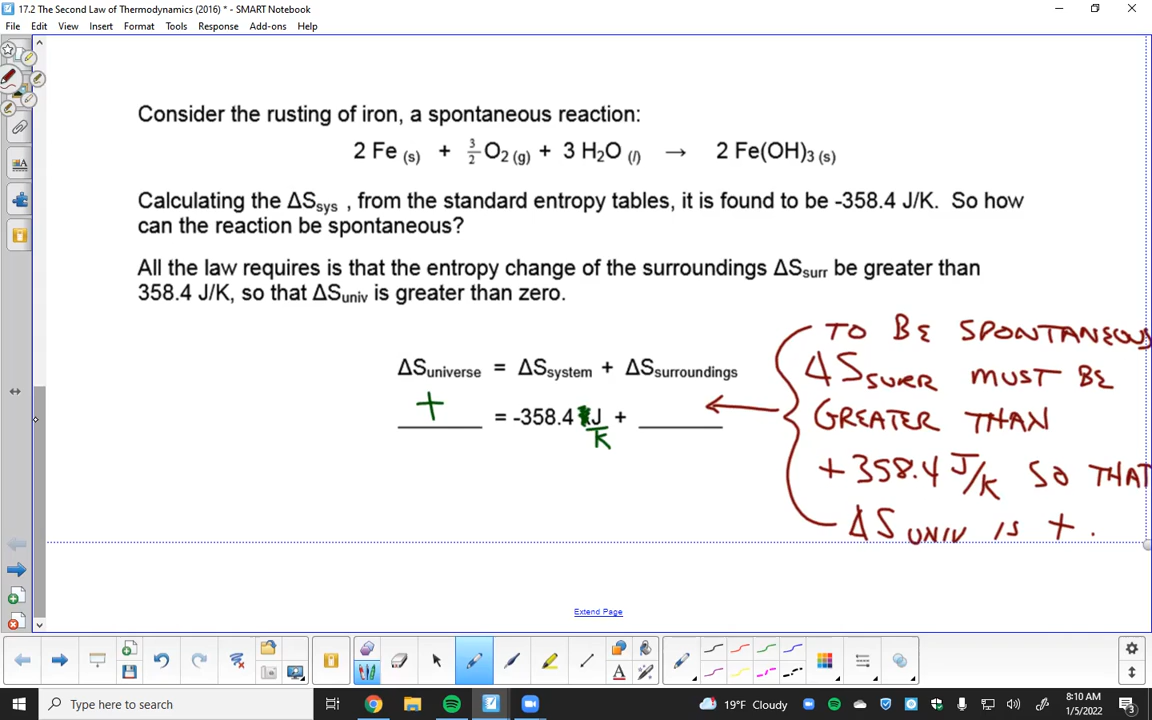 17.2 The Second Law of Thermodynamics (2016) * - SMART Notebook
File Edit View Insert Format Tools Response Add-ons Help
Consider the rusting of iron, a spontaneous reaction:
2 Fe (s) + 3/2 O2 (g) + 3 H2O (l) → 2 Fe(OH)3 (s)
Calculating the ΔSsys , from the standard entropy tables, it is found to be -358.4 J/K. So how
can the reaction be spontaneous?
All the law requires is that the entropy change of the surroundings ΔSsurr be greater than
358.4 J/K, so that ΔSuniv is greater than zero.
ΔSuniverse = ΔSsystem + ΔSsurroundings
+ = -358.4 J/K +
TO BE SPONTANEOUS
ΔSSURR MUST BE
GREATER THAN
+358.4 J/K SO THAT
ΔS UNIV IS + .
Extend Page
Type here to search
19°F Cloudy
8:10 AM
1/5/2022
3